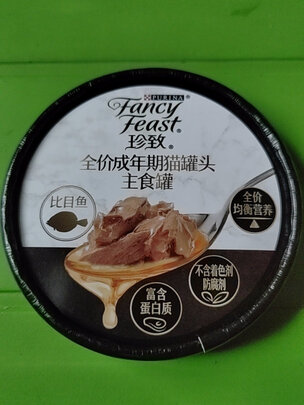 PURINA
Fancy
Feast®
珍致®
全价成年期猫罐头
主食罐
比目鱼
全价
均衡营养
不含着色剂
防腐剂
富含
蛋白质